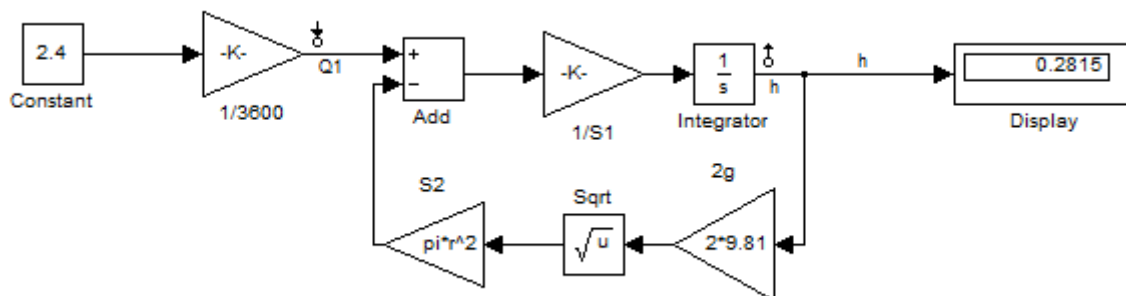 2.4
Constant
-K-
1/3600
Q1
+
−
Add
-K-
1/S1
1
s
Integrator
h
h
0.2815
Display
S2
pi*r^2
Sqrt
√u
2g
2*9.81